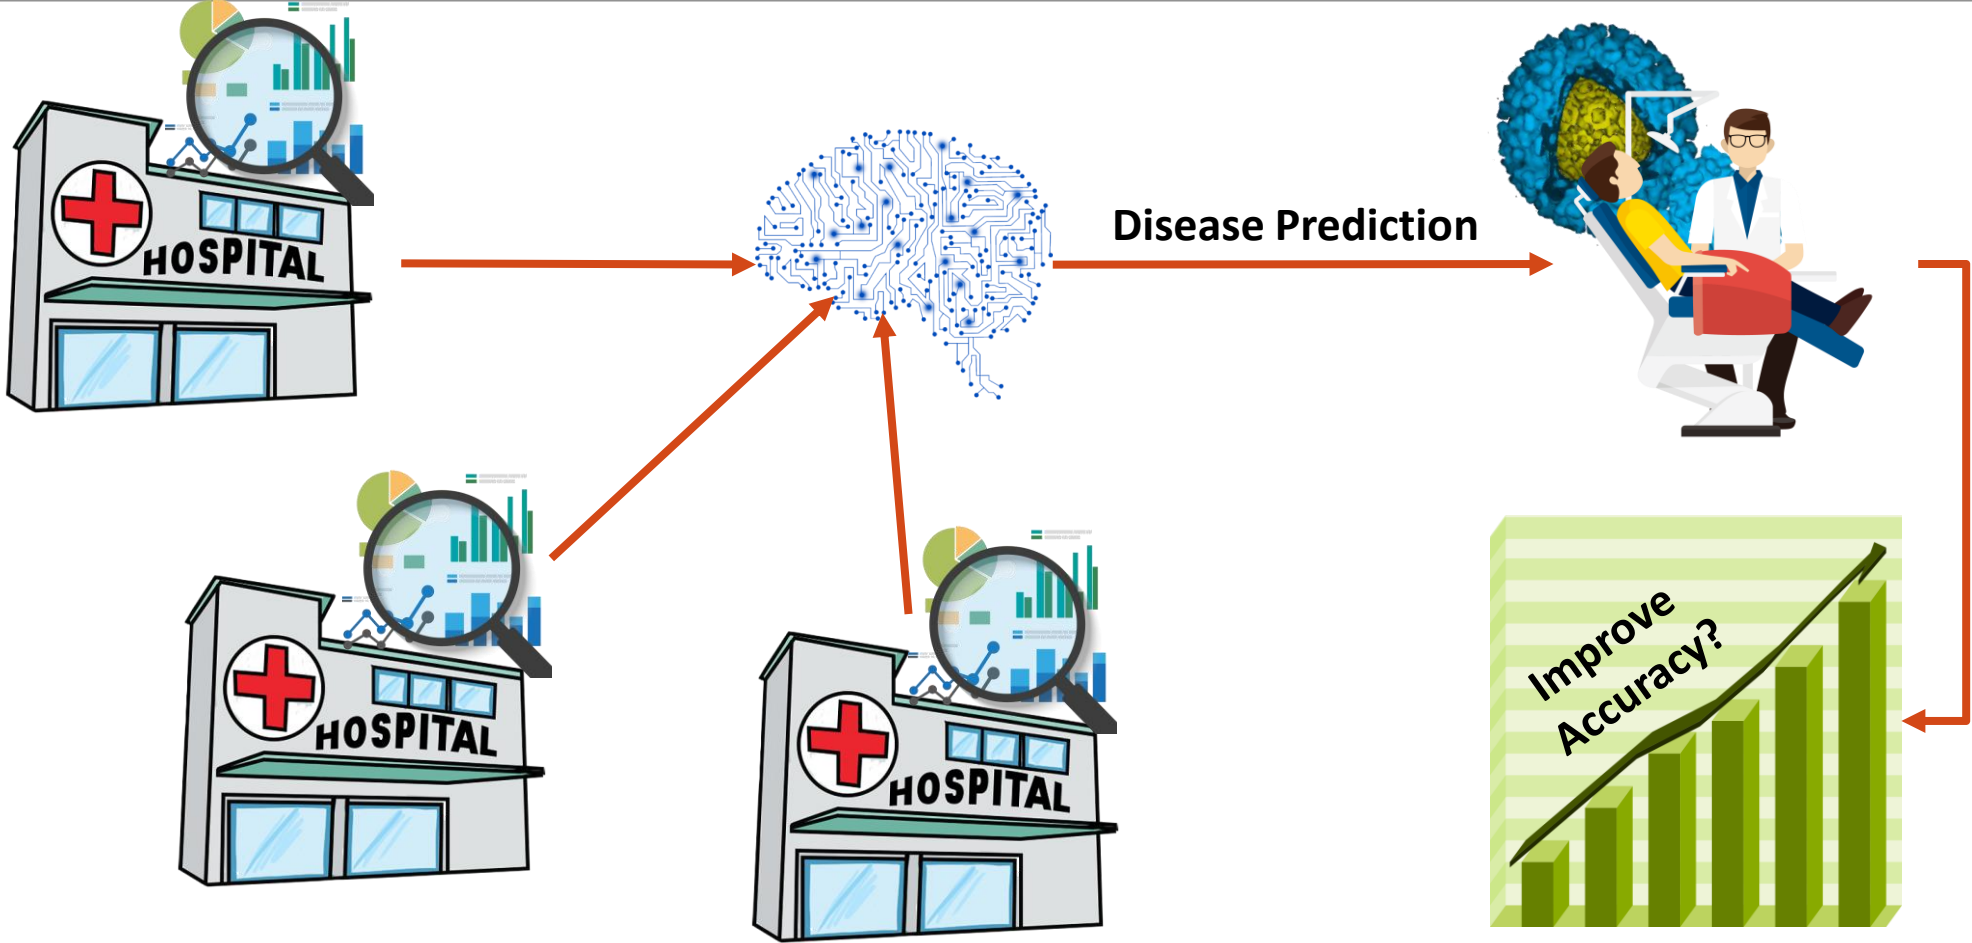 HOSPITAL
Disease Prediction
HOSPITAL
HOSPITAL
Improve
Accuracy?